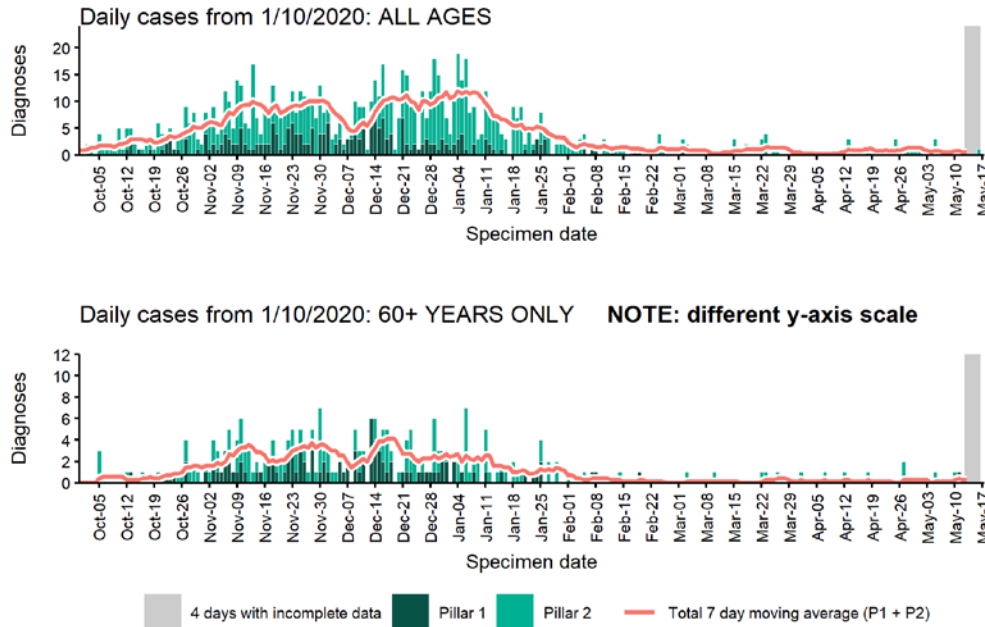 Daily cases from 1/10/2020: ALL AGES
Diagnoses
20
15
10
5
0
Oct-05 Oct-12 Oct-19 Oct-26 Nov-02 Nov-09 Nov-16 Nov-23 Nov-30 Dec-07 Dec-14 Dec-21 Dec-28 Jan-04 Jan-11 Jan-18 Jan-25 Feb-01 Feb-08 Feb-15 Feb-22 Mar-01 Mar-08 Mar-15 Mar-22 Mar-29 Apr-05 Apr-12 Apr-19 Apr-26 May-03 May-10 May-17
Specimen date
Daily cases from 1/10/2020: 60+ YEARS ONLY NOTE: different y-axis scale
Diagnoses
12
10
8
6
4
2
0
Oct-05 Oct-12 Oct-19 Oct-26 Nov-02 Nov-09 Nov-16 Nov-23 Nov-30 Dec-07 Dec-14 Dec-21 Dec-28 Jan-04 Jan-11 Jan-18 Jan-25 Feb-01 Feb-08 Feb-15 Feb-22 Mar-01 Mar-08 Mar-15 Mar-22 Mar-29 Apr-05 Apr-12 Apr-19 Apr-26 May-03 May-10 May-17
Specimen date
4 days with incomplete data Pillar 1 Pillar 2 Total 7 day moving average (P1 + P2)